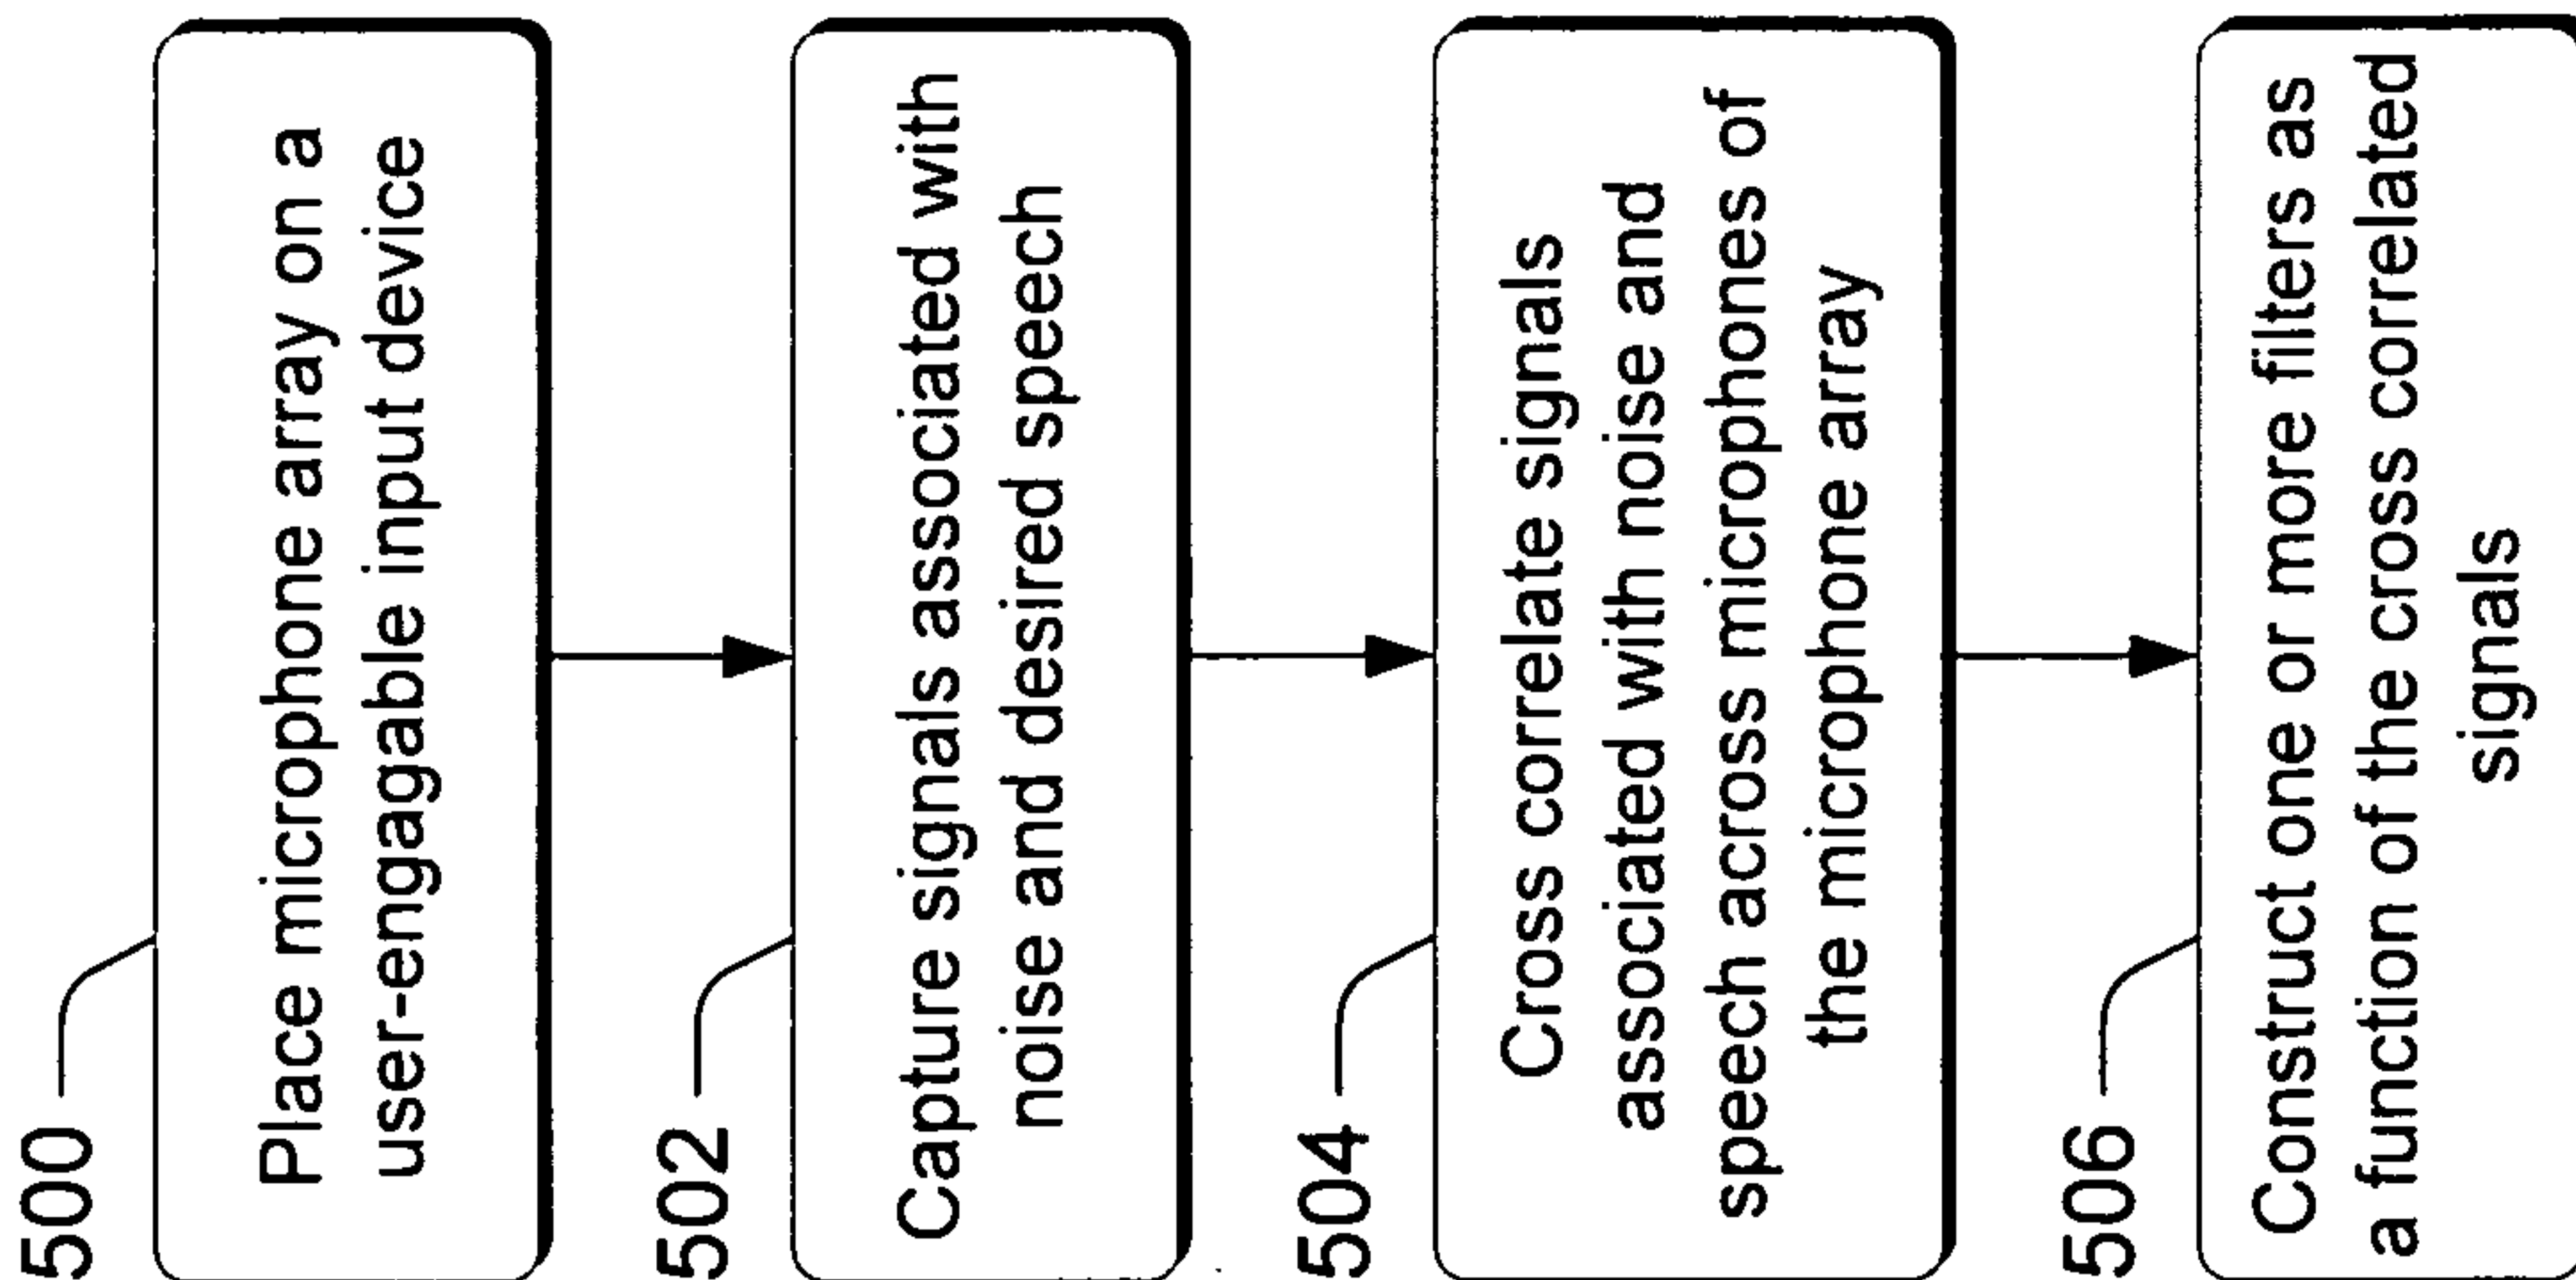 500
Place microphone array on a
user-engagable input device
502
Capture signals associated with
noise and desired speech
504
Cross correlate signals
associated with noise and
speech across microphones of
the microphone array
506
Construct one or more filters as
a function of the cross correlated
signals